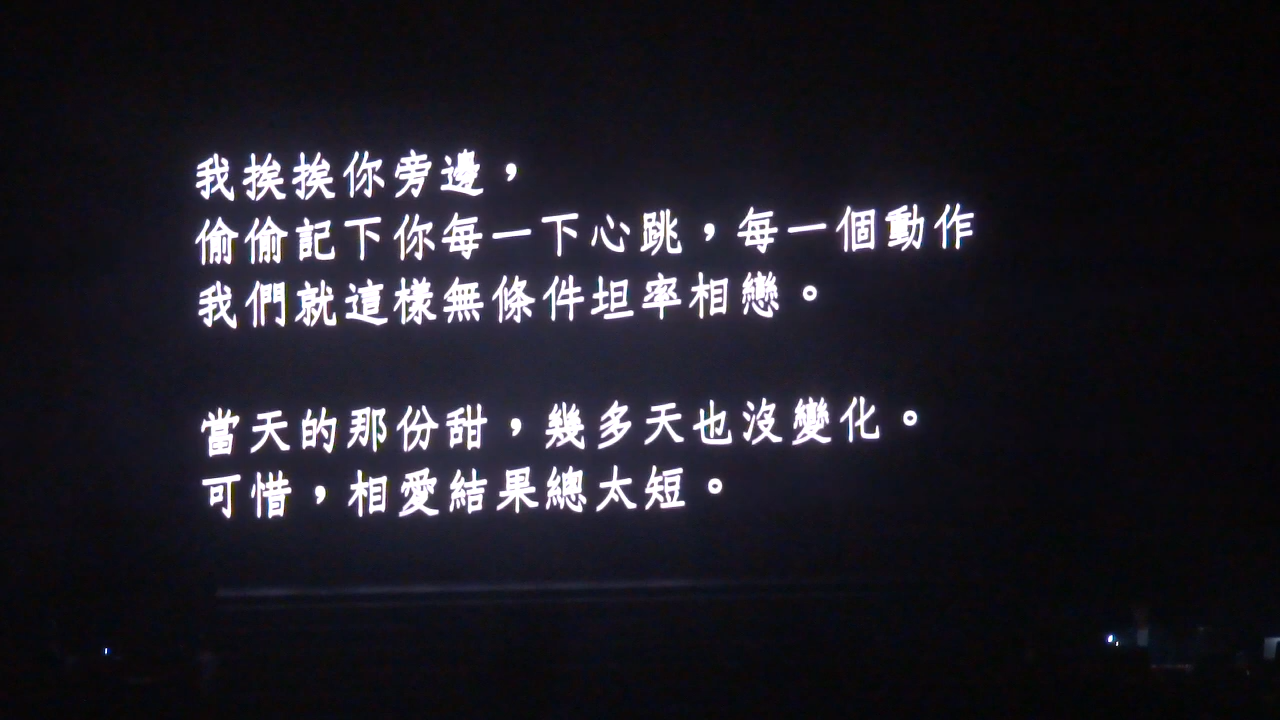 我挨挨你旁邊，
偷偷記下你每一下心跳，每一個動作
我們就這樣無條件坦率相戀。
當天的那份甜，幾多天也沒變化。
可惜，相愛結果總太短。